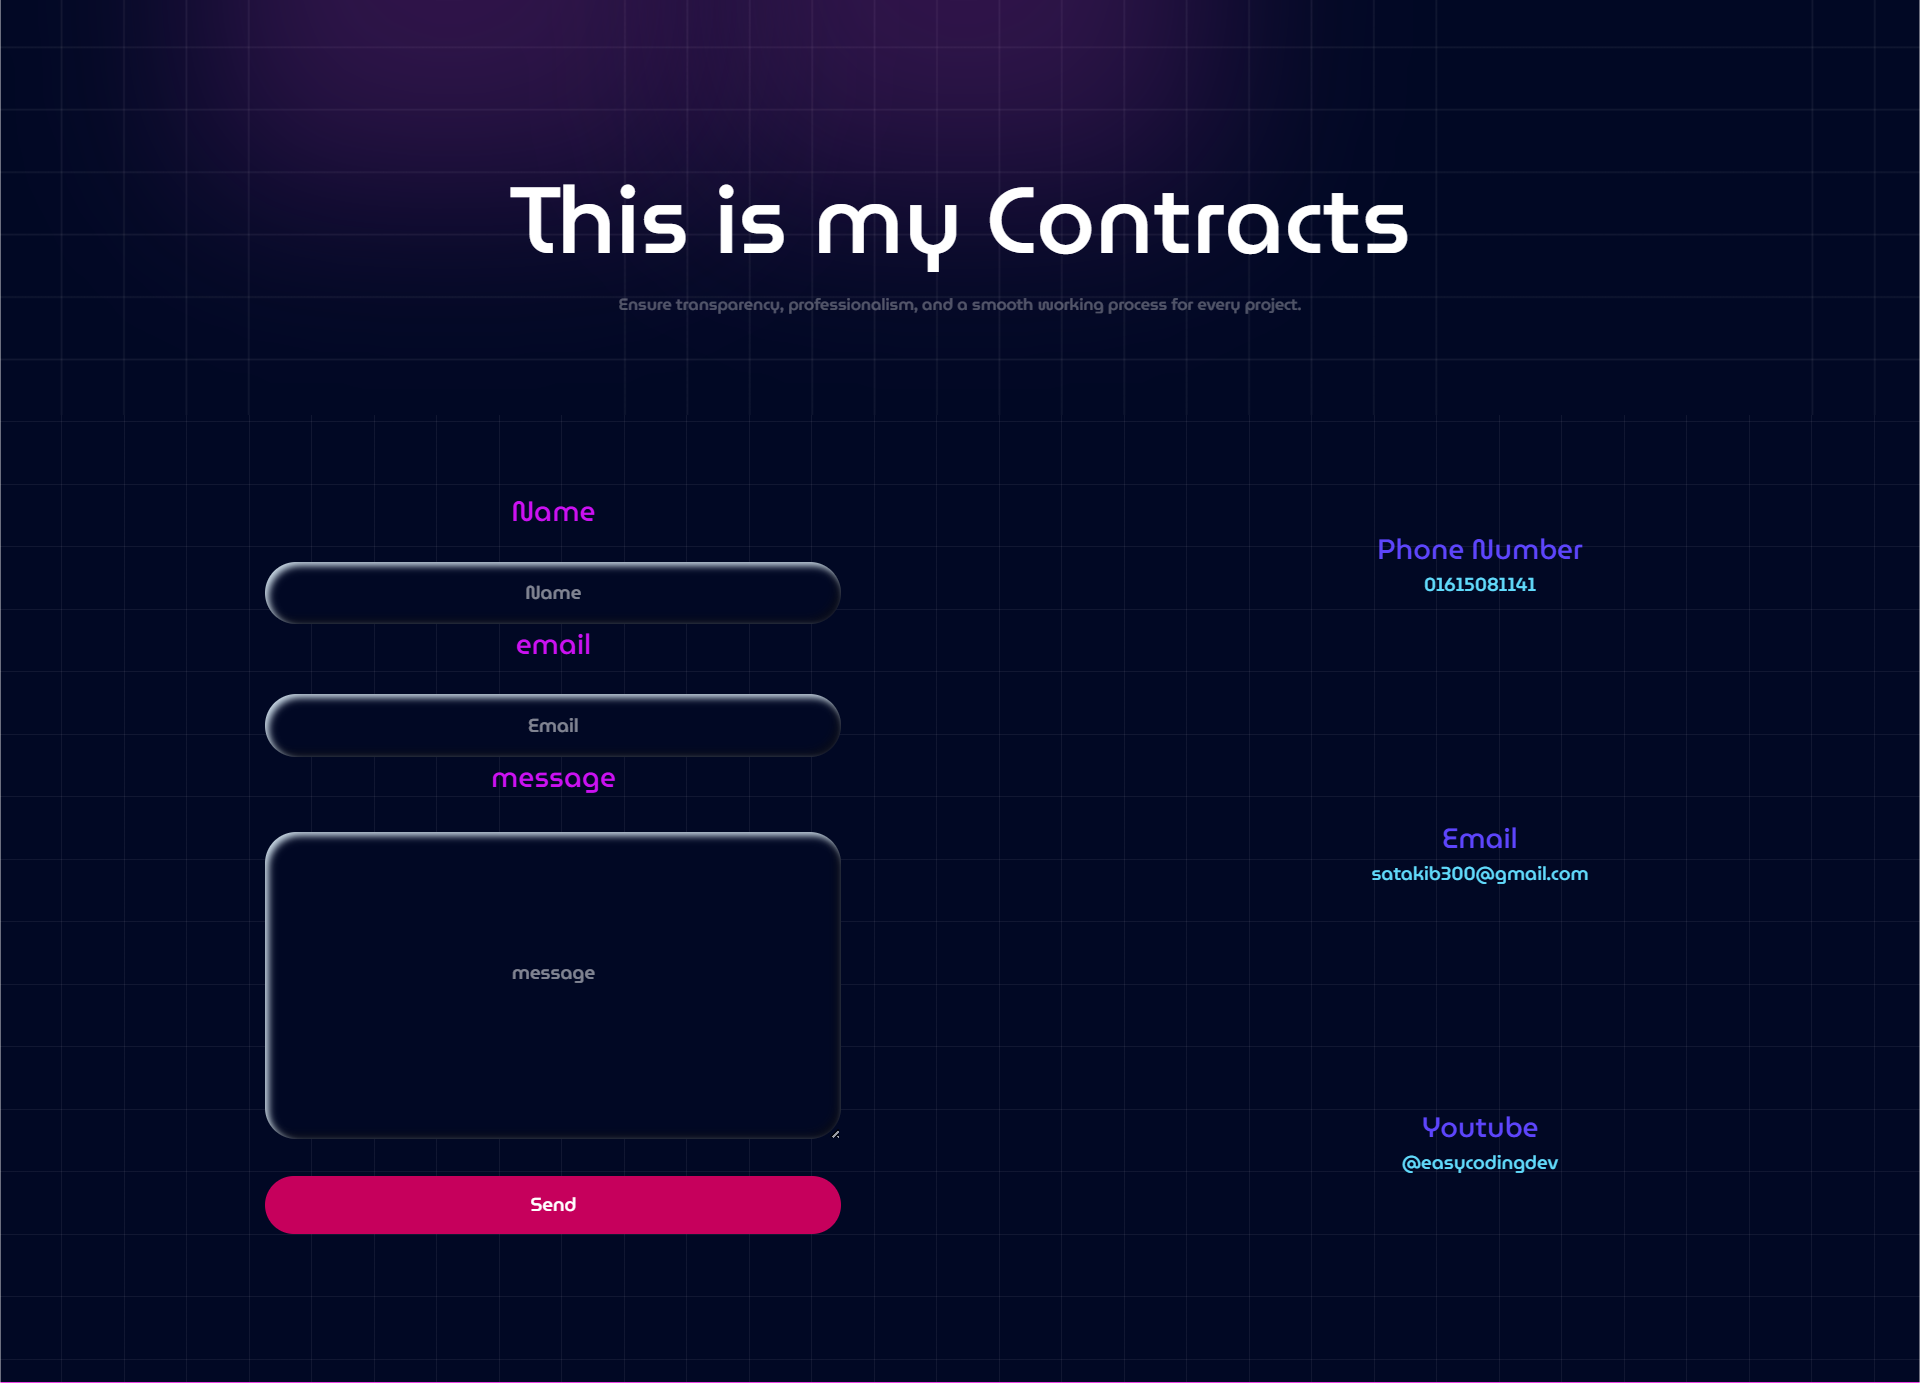 This is my Contracts
Ensure transparency, professionalism, and a smooth working process for every project.
Name
Name
email
Email
message
message
Send
Phone Number
01615081141
Email
satakib300@gmail.com
Youtube
@easycodingdev